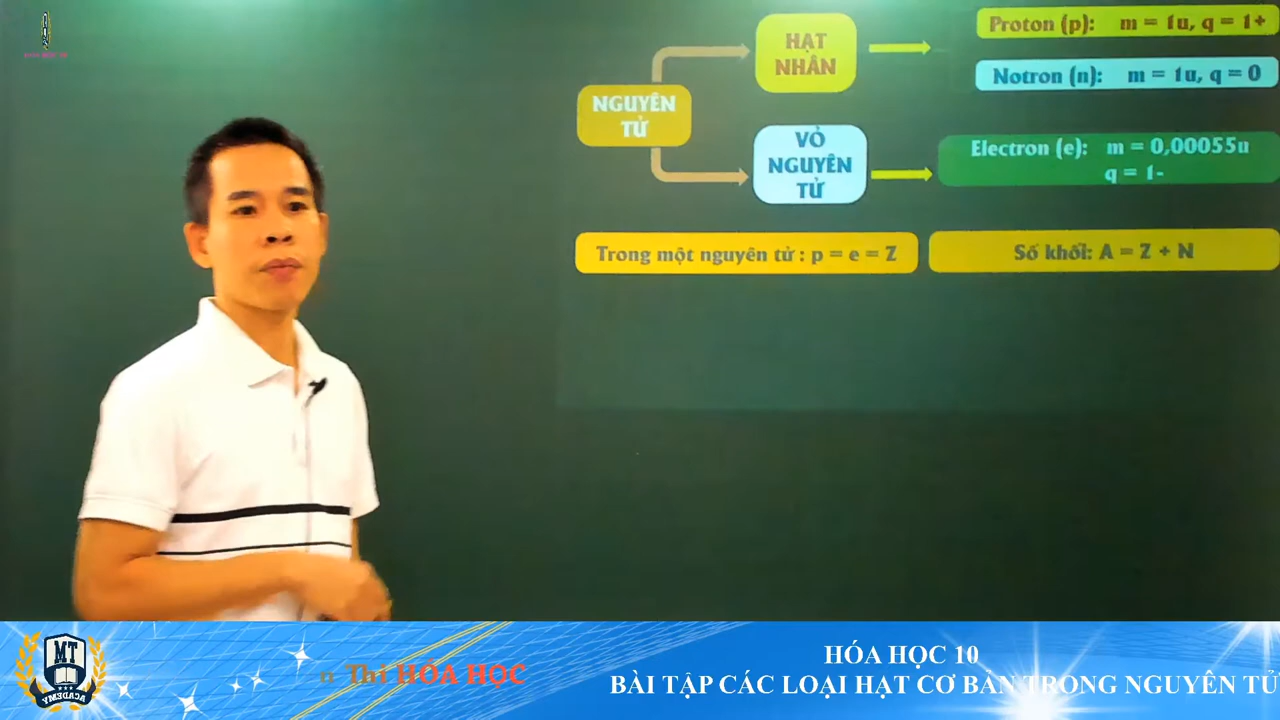 HẠT
NHÂN
Proton (p): m = 1u, q = 1+
Notron (n): m = 1u, q = 0
NGUYÊN
TỬ
VỎ
NGUYÊN
TỬ
Electron (e): m = 0,00055u
q = 1-
Trong một nguyên tử : p = e = Z
Số khối: A = Z + N
MT
ACADEMY
Thi HÓA HỌC
HÓA HỌC 10
BÀI TẬP CÁC LOẠI HẠT CƠ BẢN TRONG NGUYÊN TỬ